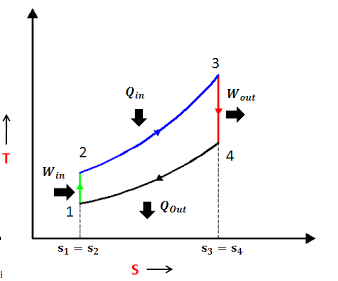 3
Q_in
W_out
2
T
4
W_in
1
Q_Out
s₁ = s₂
s₃ = s₄
S